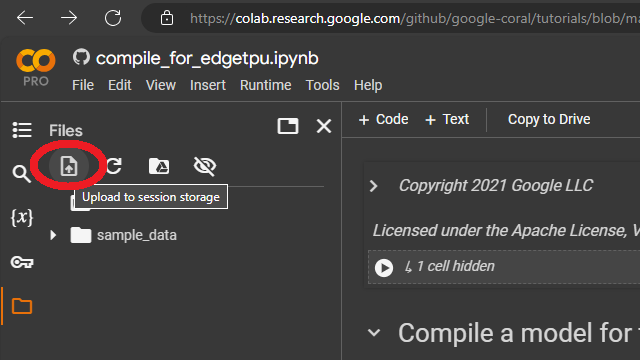 https://colab.research.google.com/github/google-coral/tutorials/blob/ma
CO
PRO
compile_for_edgetpu.ipynb
File Edit View Insert Runtime Tools Help
Files
+ Code + Text Copy to Drive
Upload to session storage
{x}
sample_data
Copyright 2021 Google LLC
Licensed under the Apache License, V
1 cell hidden
Compile a model for t